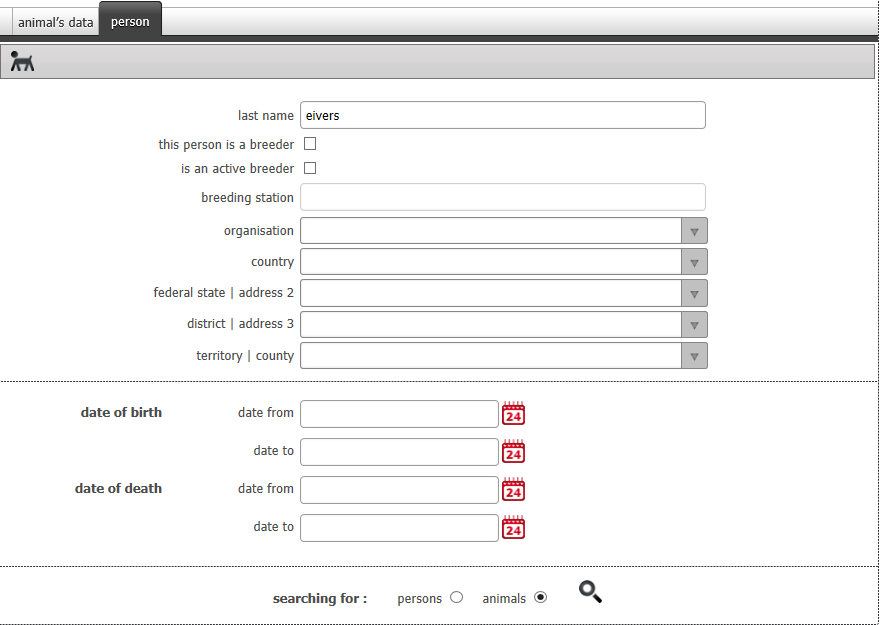 animal's data person
last name eivers
this person is a breeder
is an active breeder
breeding station
organisation
country
federal state | address 2
district | address 3
territory | county
date of birth date from 24
date to 24
date of death date from 24
date to 24
searching for : persons animals